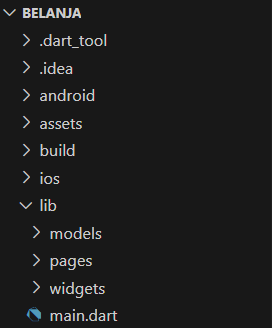 BELANJA
.dart_tool
.idea
android
assets
build
ios
lib
models
pages
widgets
main.dart